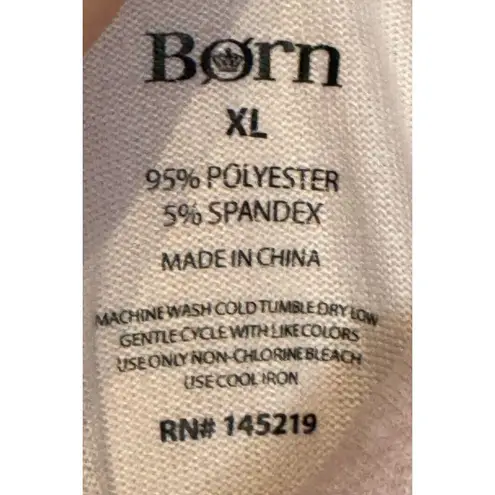 Børn
XL
95% POLYESTER
5% SPANDEX
MADE IN CHINA
MACHINE WASH COLD TUMBLE DRY LOW
GENTLE CYCLE WITH LIKE COLORS
USE ONLY NON-CHLORINE BLEACH
USE COOL IRON
RN# 145219